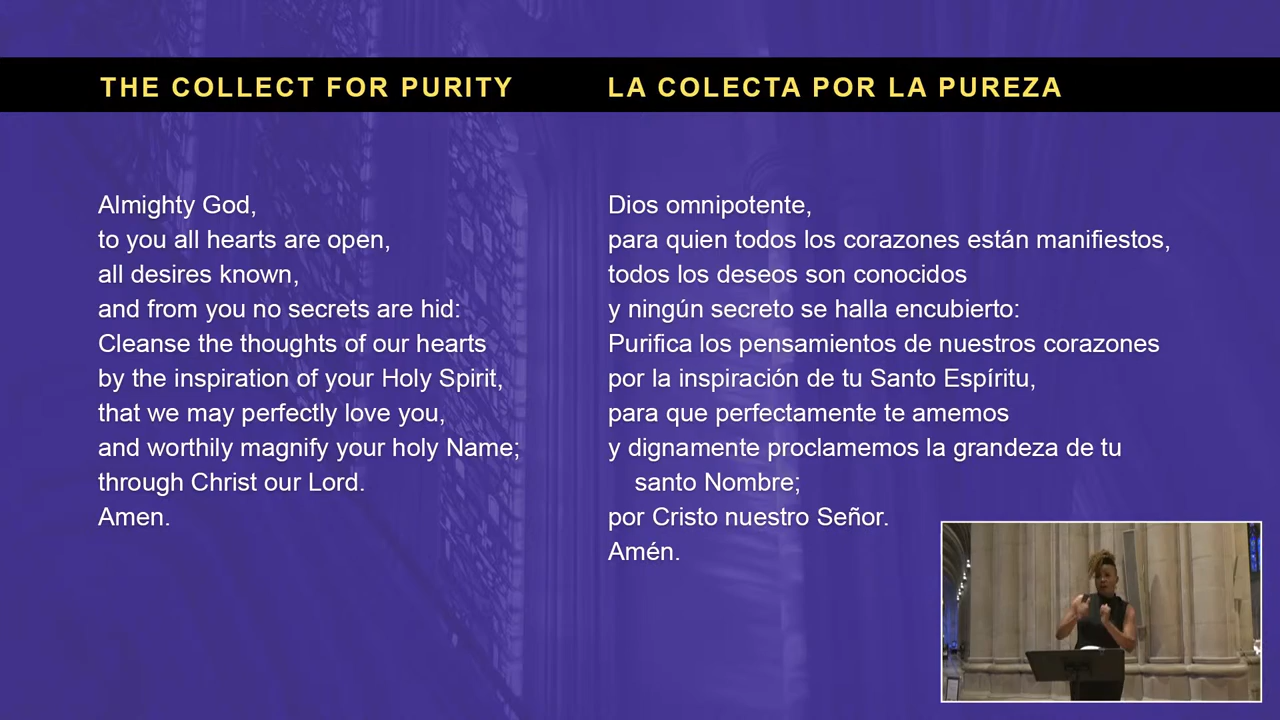 THE COLLECT FOR PURITY
Almighty God,
to you all hearts are open,
all desires known,
and from you no secrets are hid:
Cleanse the thoughts of our hearts
by the inspiration of your Holy Spirit,
that we may perfectly love you,
and worthily magnify your holy Name;
through Christ our Lord.
Amen.
LA COLECTA POR LA PUREZA
Dios omnipotente,
para quien todos los corazones están manifiestos,
todos los deseos son conocidos
y ningún secreto se halla encubierto:
Purifica los pensamientos de nuestros corazones
por la inspiración de tu Santo Espíritu,
para que perfectamente te amemos
y dignamente proclamemos la grandeza de tu
santo Nombre;
por Cristo nuestro Señor.
Amén.